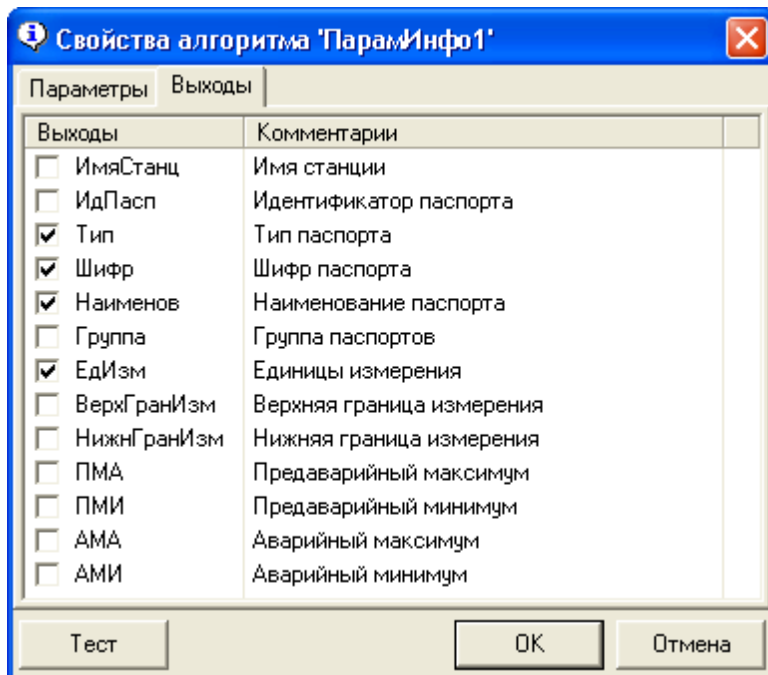 Свойства алгоритма 'ПарамИнфо1'
Параметры Выходы
Выходы Комментарии
ИмяСтанц Имя станции
ИдПасп Идентификатор паспорта
Тип Тип паспорта
Шифр Шифр паспорта
Наименов Наименование паспорта
Группа Группа паспортов
ЕдИзм Единицы измерения
ВерхГранИзм Верхняя граница измерения
НижнГранИзм Нижняя граница измерения
ПМА Предаварийный максимум
ПМИ Предаварийный минимум
АМА Аварийный максимум
АМИ Аварийный минимум
Тест OK Отмена